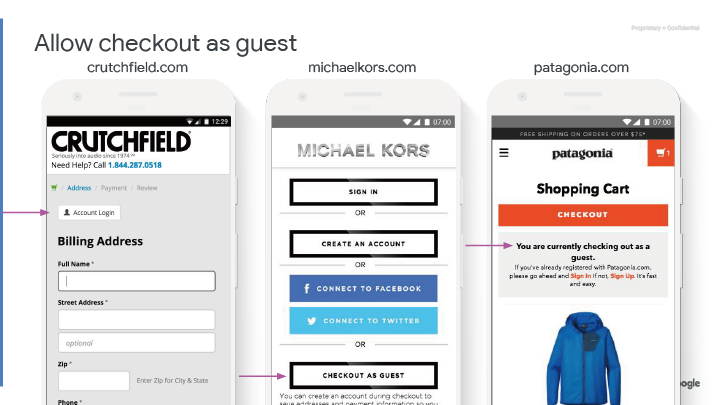 Proprietary + Confidential
Allow checkout as guest
crutchfield.com
michaelkors.com
patagonia.com
12:29
CRUTCHFIELD
Seriously into audio since 1974
Need Help? Call 1.844.287.0518
/ Address / Payment / Review
Account Login
Billing Address
Full Name *
Street Address *
optional
Zip *
Enter Zip for City & State
Phone *
07:00
MICHAEL KORS
SIGN IN
OR
CREATE AN ACCOUNT
OR
CONNECT TO FACEBOOK
CONNECT TO TWITTER
OR
CHECKOUT AS GUEST
You can create an account during checkout to
save addresses and payment information so you
07:00
FREE SHIPPING ON ORDERS OVER $75*
patagonia
1
Shopping Cart
CHECKOUT
You are currently checking out as a
guest.
If you've already registered with Patagonia.com,
please go ahead and Sign In If not, Sign Up. It's fast
and easy.
ogle